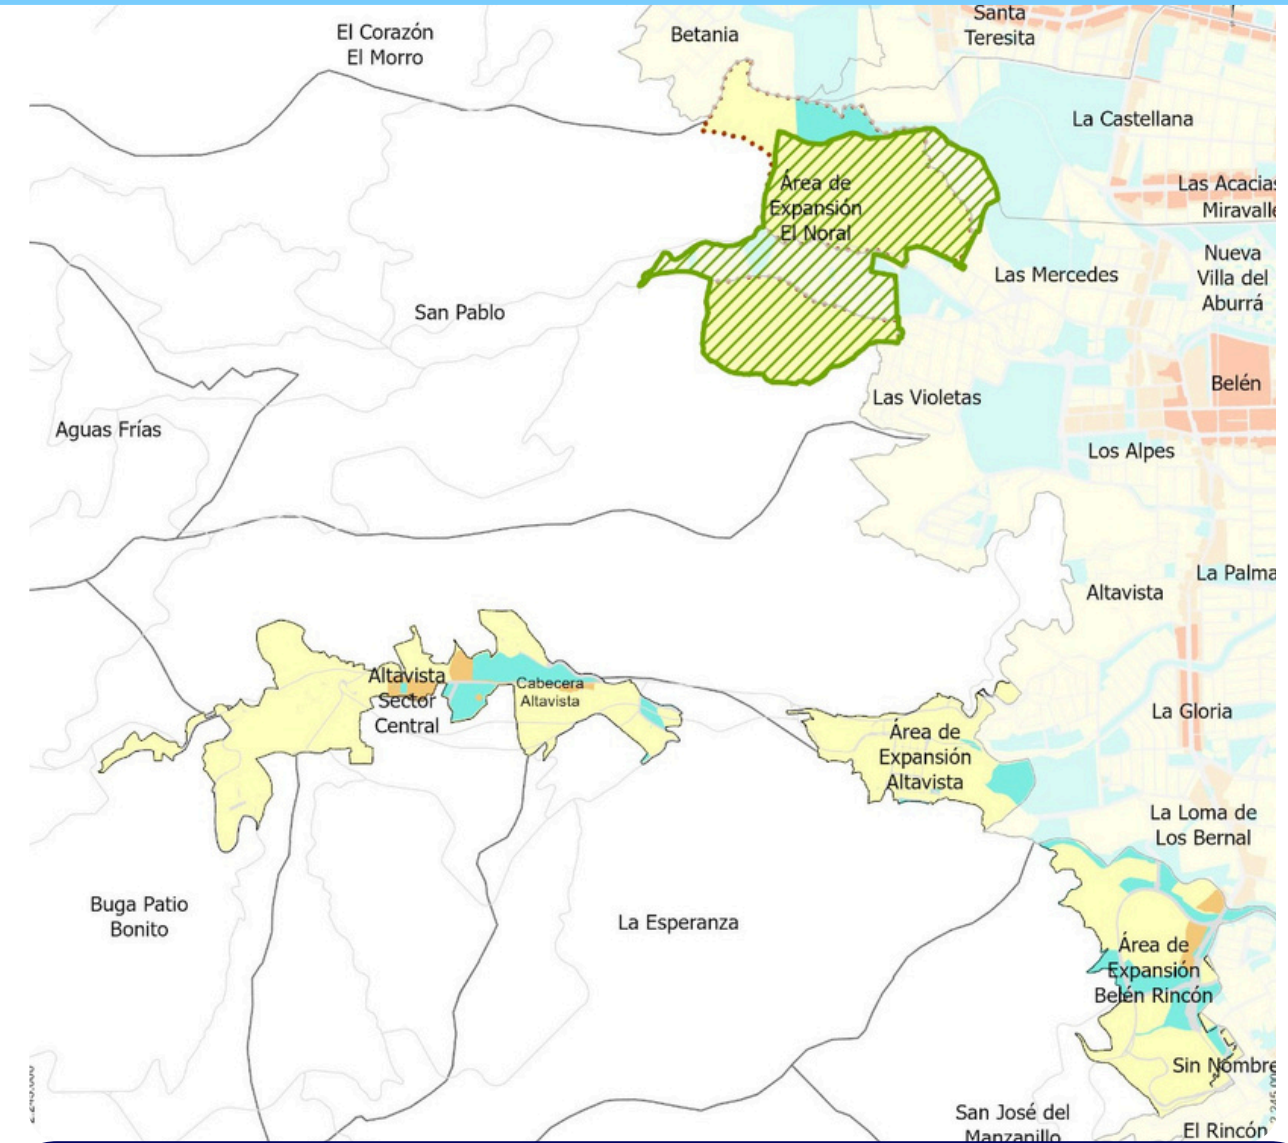 El Corazón
El Morro
Betania
Santa
Teresita
La Castellana
Las Acacias
Miravalle
Área de
Expansión
El Noral
Nueva
Villa del
Aburrá
Las Mercedes
San Pablo
Belén
Las Violetas
Aguas Frías
Los Alpes
La Palma
Altavista
Altavista
Sector
Central
Cabecera
Altavista
La Gloria
Área de
Expansión
Altavista
La Loma de
Los Bernal
Buga Patio
Bonito
La Esperanza
Área de
Expansión
Belén Rincón
Sin Nombre
San José del
Manzanillo
El Rincón